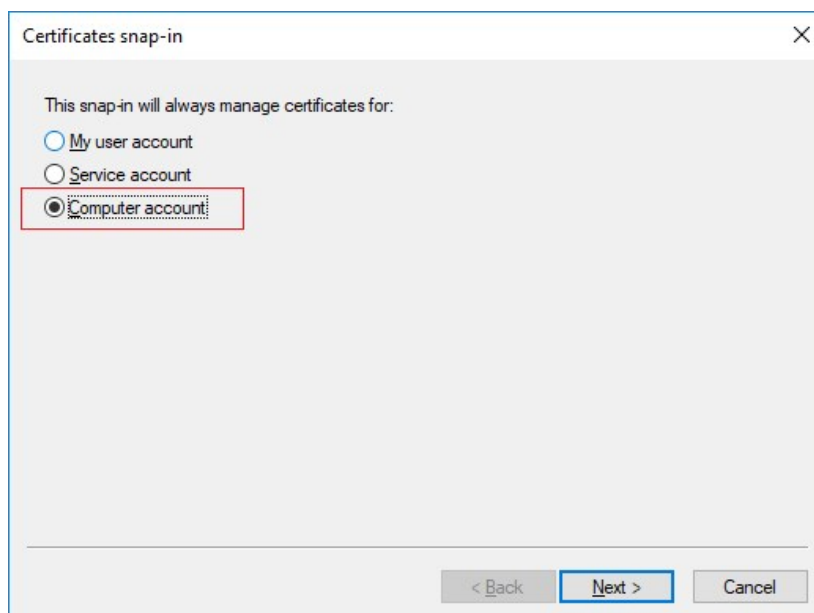 Certificates snap-in
This snap-in will always manage certificates for:
My user account
Service account
Computer account
< Back
Next >
Cancel